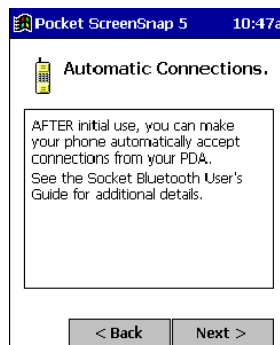 Pocket ScreenSnap 5 10:47a
Automatic Connections.
AFTER initial use, you can make
your phone automatically accept
connections from your PDA.
See the Socket Bluetooth User's
Guide for additional details.
< Back Next >